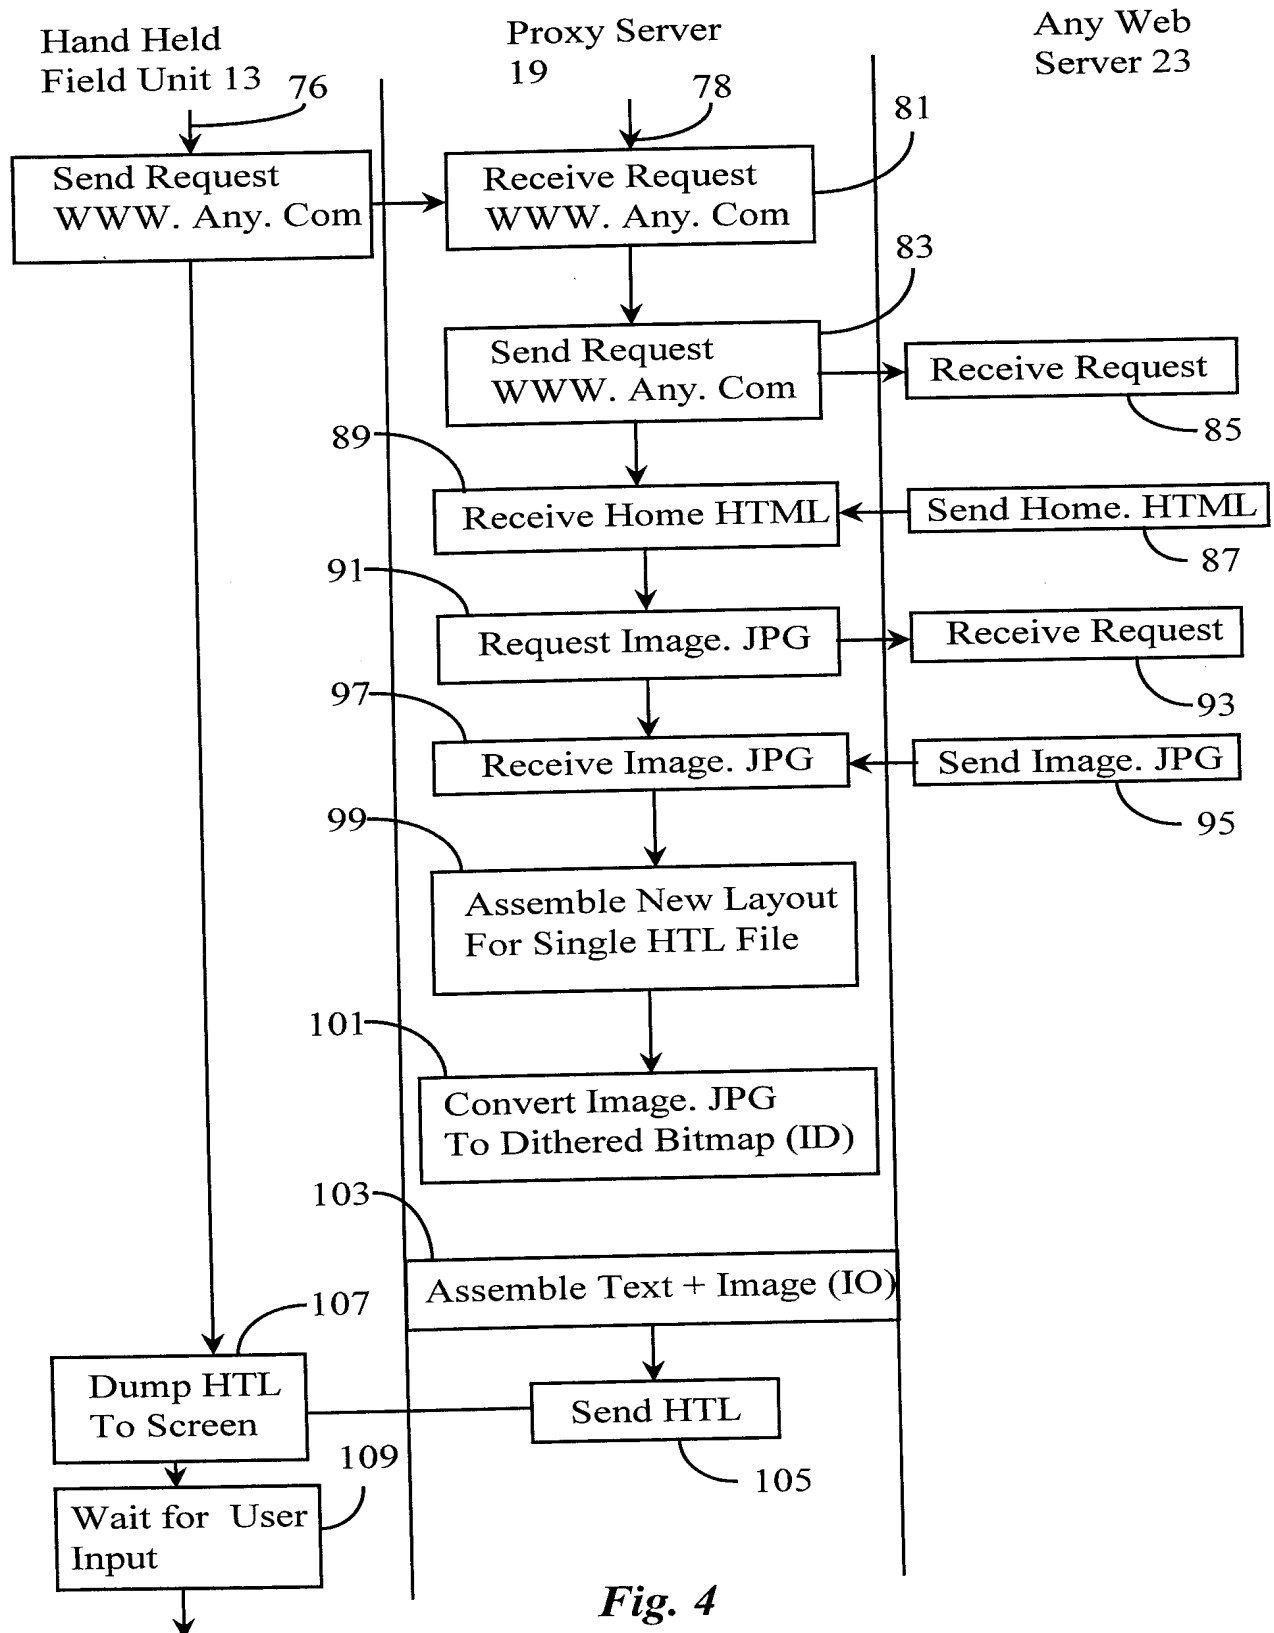 Hand Held
Field Unit 13
Proxy Server
19
Any Web
Server 23
76
78
81
Send Request
WWW. Any. Com
Receive Request
WWW. Any. Com
83
Send Request
WWW. Any. Com
Receive Request
85
89
Receive Home HTML
Send Home. HTML
87
91
Request Image. JPG
Receive Request
93
97
Receive Image. JPG
Send Image. JPG
95
99
Assemble New Layout
For Single HTL File
101
Convert Image. JPG
To Dithered Bitmap (ID)
103
Assemble Text + Image (IO)
107
Dump HTL
To Screen
Send HTL
105
109
Wait for User
Input
Fig. 4